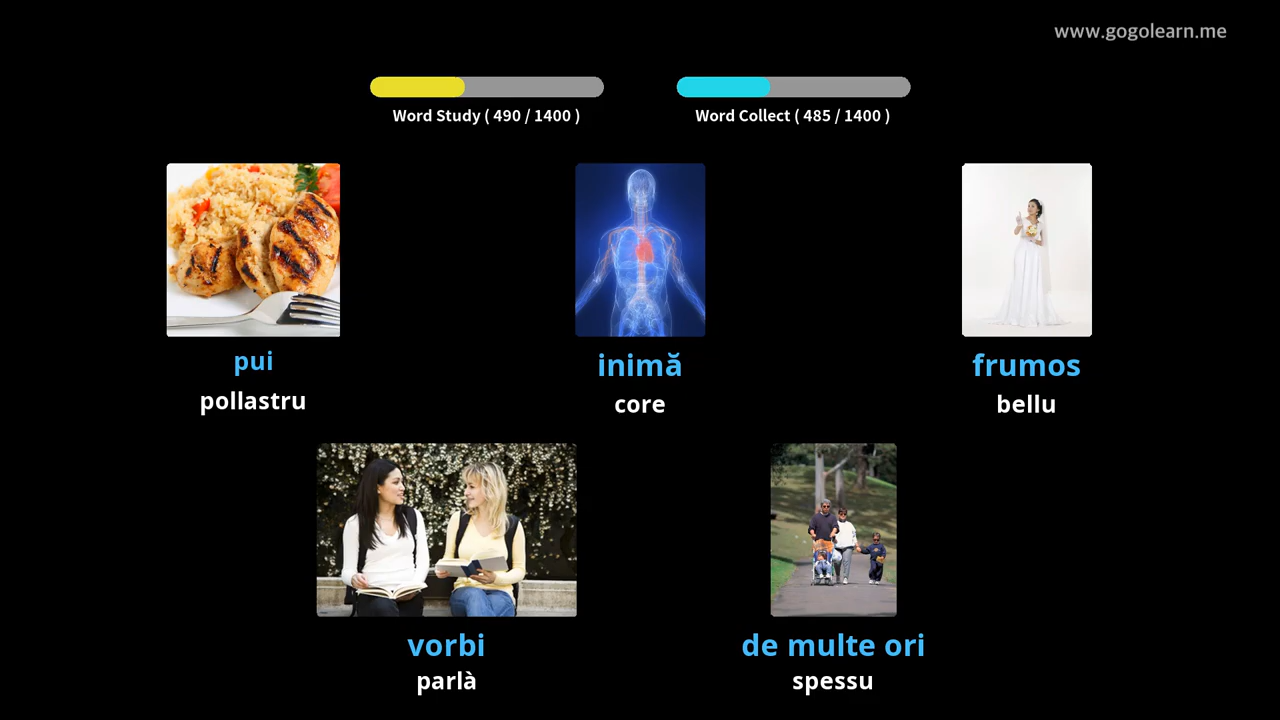 www.gogolearn.me
Word Study ( 490 / 1400 )
Word Collect ( 485 / 1400 )
pui
pollastru
inimă
core
frumos
bellu
vorbi
parlà
de multe ori
spessu